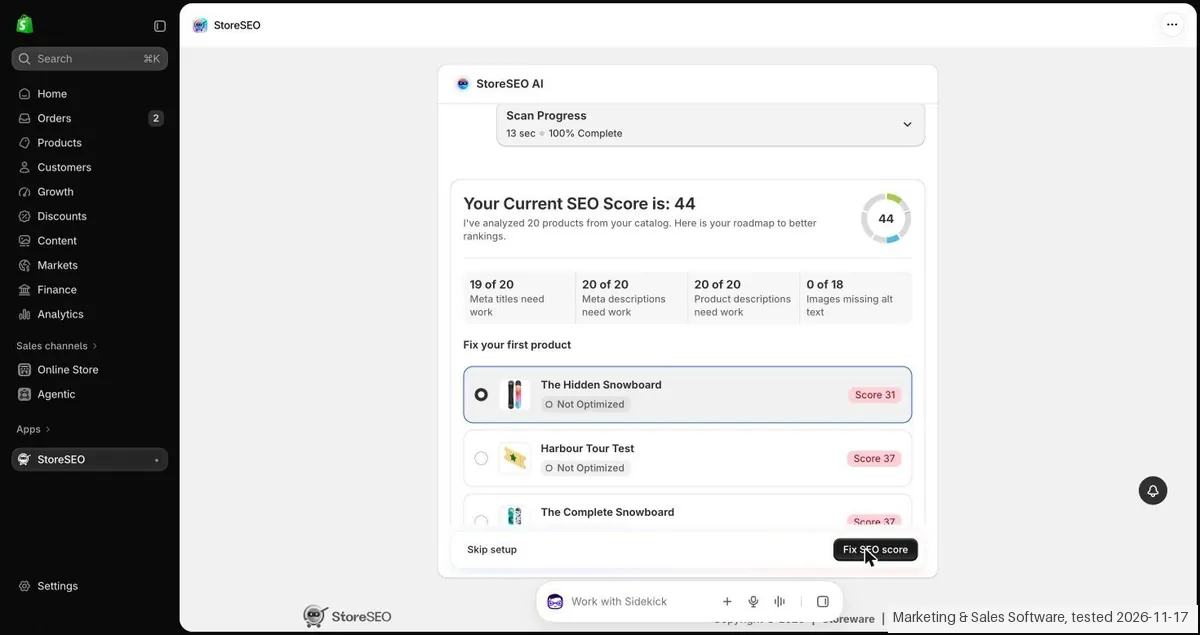 StoreSEO
Search
⌘K
Home
Orders
2
Products
Customers
Growth
Discounts
Content
Markets
Finance
Analytics
Sales channels
Online Store
Agentic
Apps
StoreSEO
Settings
StoreSEO AI
Scan Progress
13 sec
100% Complete
Your Current SEO Score is: 44
I've analyzed 20 products from your catalog. Here is your roadmap to better
rankings.
44
19 of 20
Meta titles need
work
20 of 20
Meta descriptions
need work
20 of 20
Product descriptions
need work
0 of 18
Images missing alt
text
Fix your first product
The Hidden Snowboard
Not Optimized
Score 31
Harbour Tour Test
Not Optimized
Score 37
The Complete Snowboard
Score 37
Skip setup
Fix SEO score
Work with Sidekick
StoreSEO
Marketing & Sales Software, tested 2026-11-17